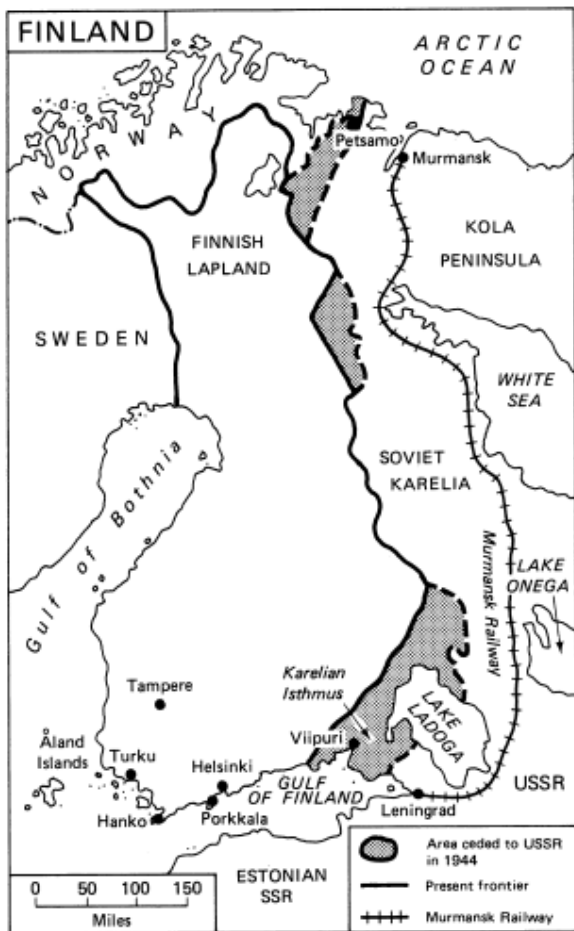 FINLAND
ARCTIC
OCEAN
NORWAY
Petsamo
Murmansk
KOLA
PENINSULA
FINNISH
LAPLAND
SWEDEN
WHITE
SEA
SOVIET
KARELIA
Gulf of Bothnia
Murmansk Railway
LAKE
ONEGA
Karelian
Isthmus
Tampere
LAKE
LADOGA
Viipuri
Åland
Islands
Turku
Helsinki
GULF
OF FINLAND
USSR
Hanko
Porkkala
Leningrad
ESTONIAN
SSR
0 50 100 150
Miles
Area ceded to USSR
in 1944
Present frontier
Murmansk Railway